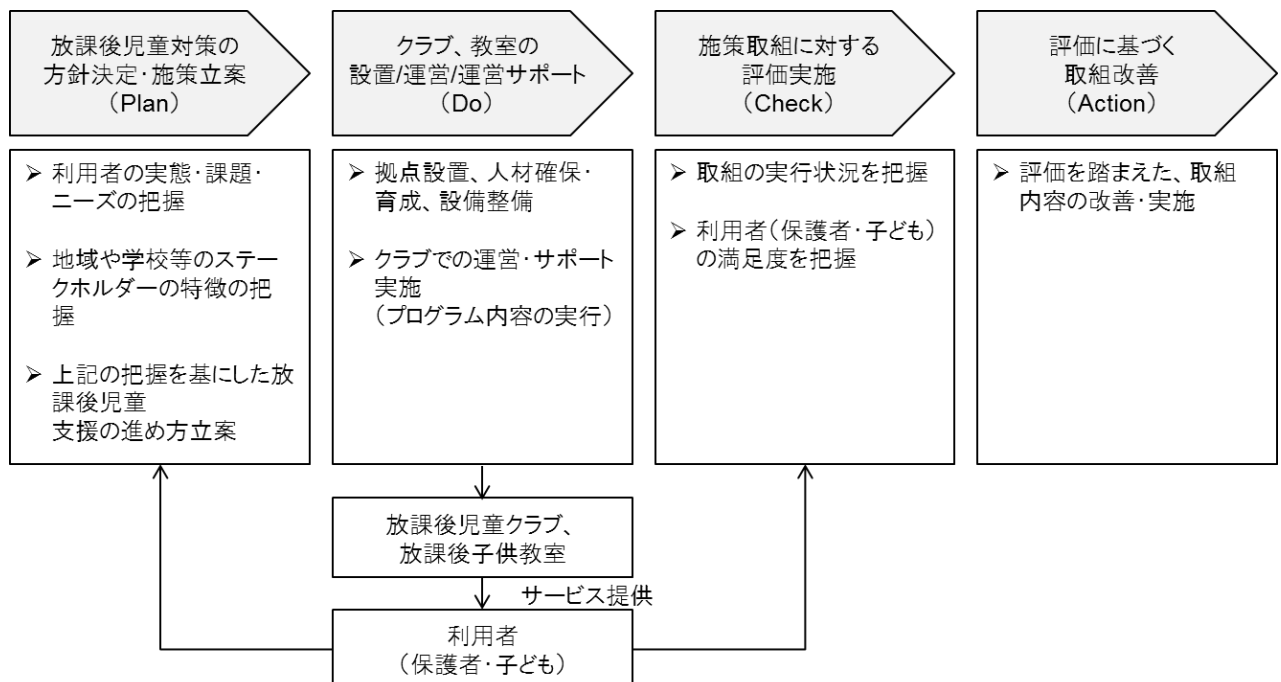 放課後児童対策の
方針決定･施策立案
（Plan）
クラブ、教室の
設置/運営/運営サポート
（Do）
施策取組に対する
評価実施
（Check）
評価に基づく
取組改善
（Action）
➢ 利用者の実態･課題･
ニーズの把握
➢ 地域や学校等のステー
クホルダーの特徴の把
握
➢ 上記の把握を基にした放
課後児童
支援の進め方立案
➢ 拠点設置、人材確保･
育成、設備整備
➢ クラブでの運営･サポート
実施
（プログラム内容の実行）
➢ 取組の実行状況を把握
➢ 利用者（保護者･子ども）
の満足度を把握
➢ 評価を踏まえた、取組
内容の改善･実施
放課後児童クラブ、
放課後子供教室
サービス提供
利用者
（保護者･子ども）